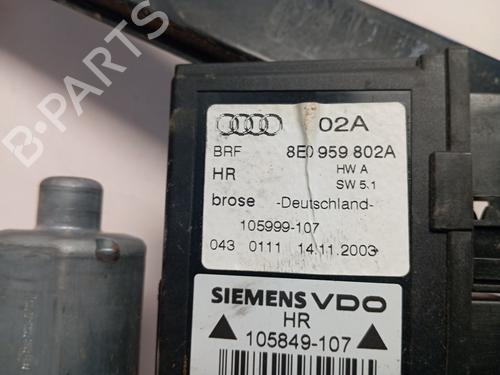 02A
BRF 8E0 959 802A
HR HW A
SW 5.1
brose -Deutschland-
105999-107
043 0111 14.11.2003
SIEMENS VDO
HR
105849-107